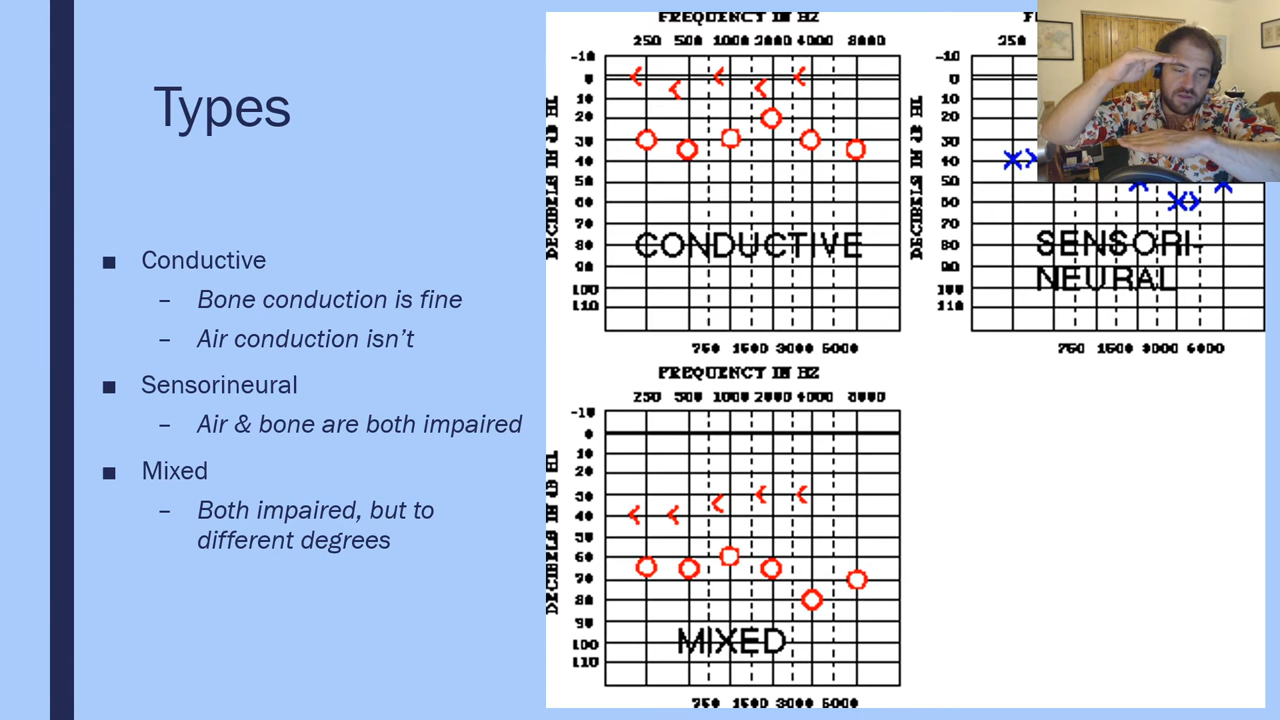 Types
■ Conductive
– Bone conduction is fine
– Air conduction isn’t
■ Sensorineural
– Air & bone are both impaired
■ Mixed
– Both impaired, but to
different degrees
FREQUENCY IN HZ
250 500 1000 2000 4000 8000
DECIBELS IN dB HL
-10
0
10
20
30
40
50
60
70
80
90
100
110
CONDUCTIVE
750 1500 3000 6000
250
DECIBELS IN dB HL
-10
0
10
20
30
40
50
60
70
80
90
100
110
SENSORI-
NEURAL
750 1500 3000 6000
FREQUENCY IN HZ
250 500 1000 2000 4000 8000
DECIBELS IN dB HL
-10
0
10
20
30
40
50
60
70
80
90
100
110
MIXED
750 1500 3000 6000